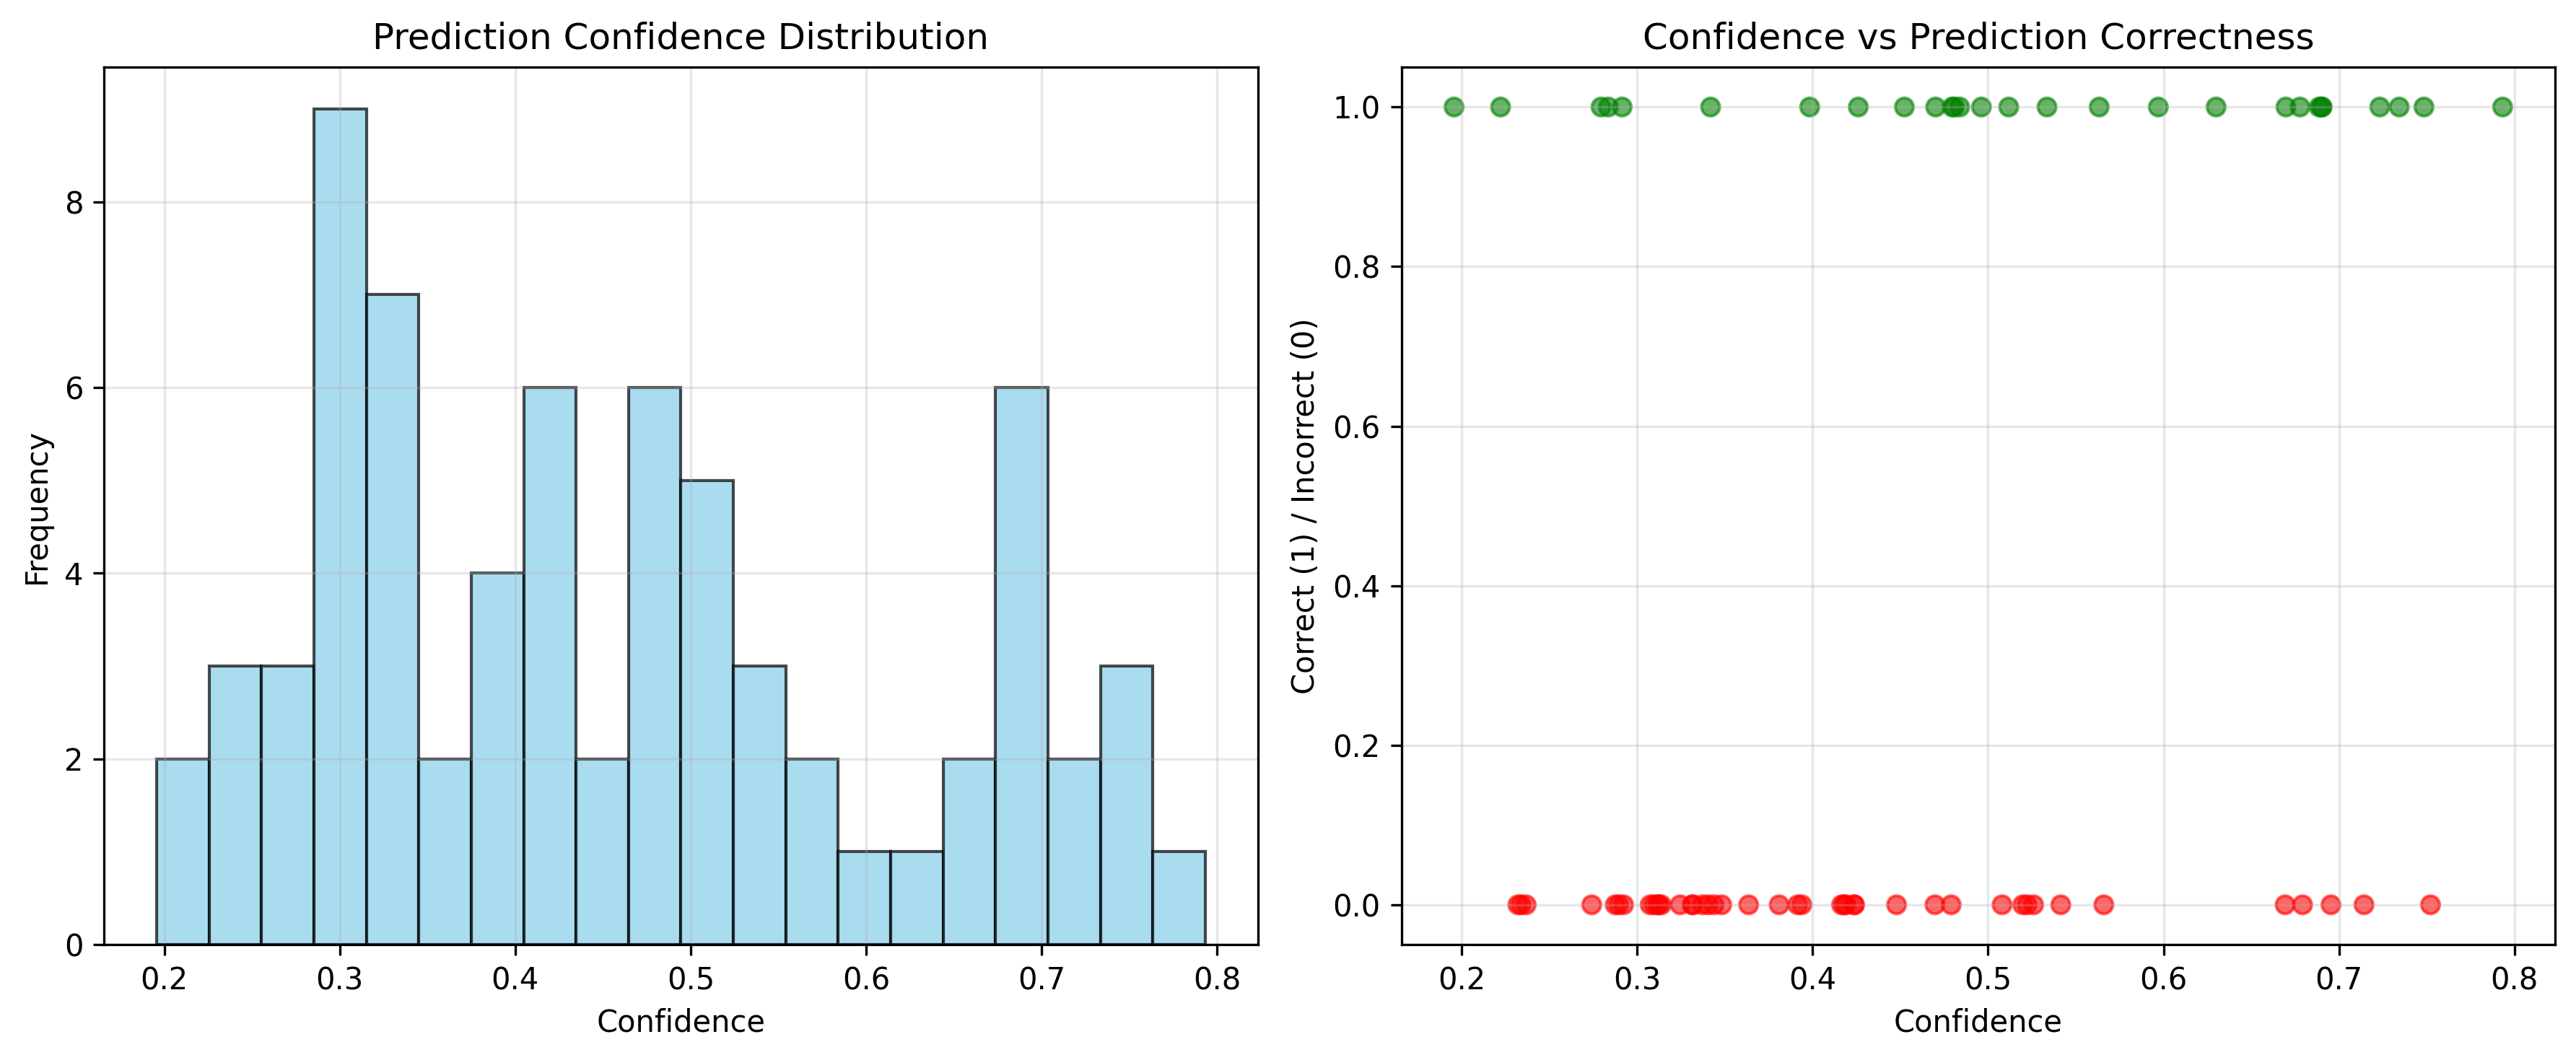 Prediction Confidence Distribution
Frequency
8
6
4
2
0
0.2 0.3 0.4 0.5 0.6 0.7 0.8
Confidence
Confidence vs Prediction Correctness
Correct (1) / Incorrect (0)
1.0
0.8
0.6
0.4
0.2
0.0
0.2 0.3 0.4 0.5 0.6 0.7 0.8
Confidence